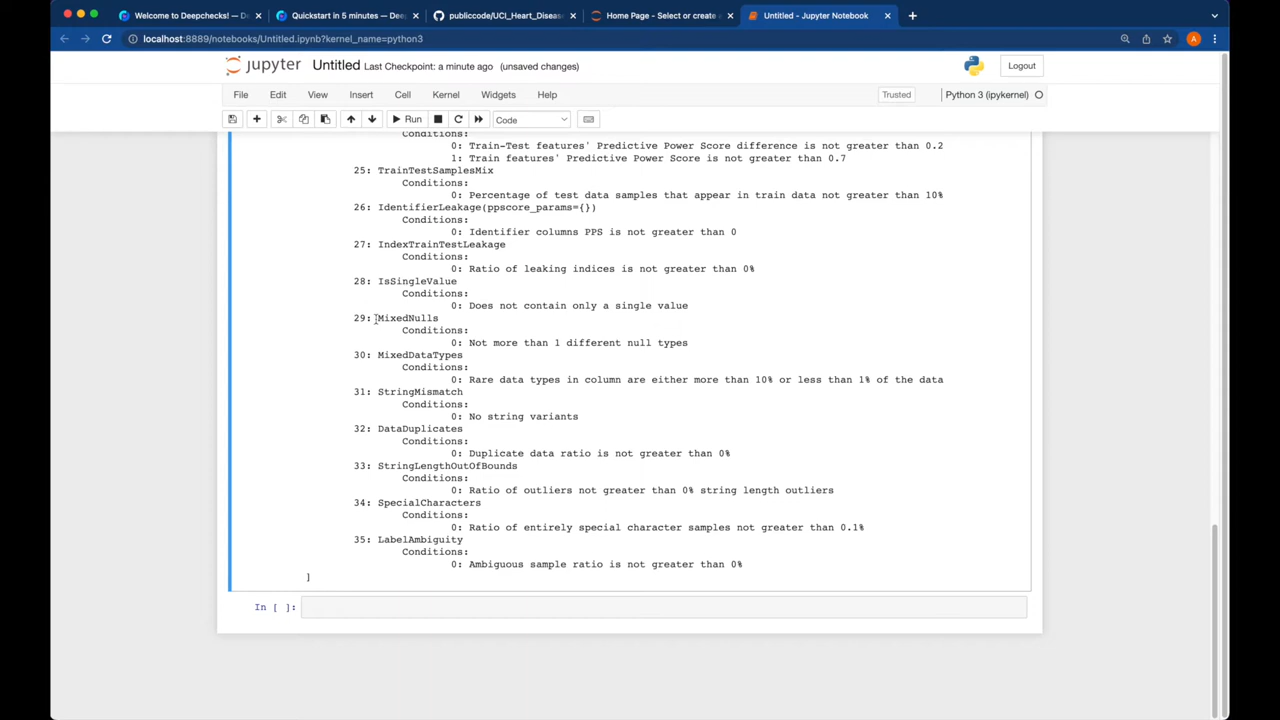 Welcome to Deepchecks! —
Quickstart in 5 minutes — Dee
publiccode/UCI_Heart_Diseas
Home Page - Select or create
Untitled - Jupyter Notebook
localhost:8889/notebooks/Untitled.ipynb?kernel_name=python3
A
jupyter Untitled Last Checkpoint: a minute ago (unsaved changes)
Logout
File Edit View Insert Cell Kernel Widgets Help
Trusted
Python 3 (ipykernel)
Run
Code
Conditions:
0: Train-Test features' Predictive Power Score difference is not greater than 0.2
1: Train features' Predictive Power Score is not greater than 0.7
25: TrainTestSamplesMix
Conditions:
0: Percentage of test data samples that appear in train data not greater than 10%
26: IdentifierLeakage(ppscore_params={})
Conditions:
0: Identifier columns PPS is not greater than 0
27: IndexTrainTestLeakage
Conditions:
0: Ratio of leaking indices is not greater than 0%
28: IsSingleValue
Conditions:
0: Does not contain only a single value
29: MixedNulls
Conditions:
0: Not more than 1 different null types
30: MixedDataTypes
Conditions:
0: Rare data types in column are either more than 10% or less than 1% of the data
31: StringMismatch
Conditions:
0: No string variants
32: DataDuplicates
Conditions:
0: Duplicate data ratio is not greater than 0%
33: StringLengthOutOfBounds
Conditions:
0: Ratio of outliers not greater than 0% string length outliers
34: SpecialCharacters
Conditions:
0: Ratio of entirely special character samples not greater than 0.1%
35: LabelAmbiguity
Conditions:
0: Ambiguous sample ratio is not greater than 0%
]
In [ ]: